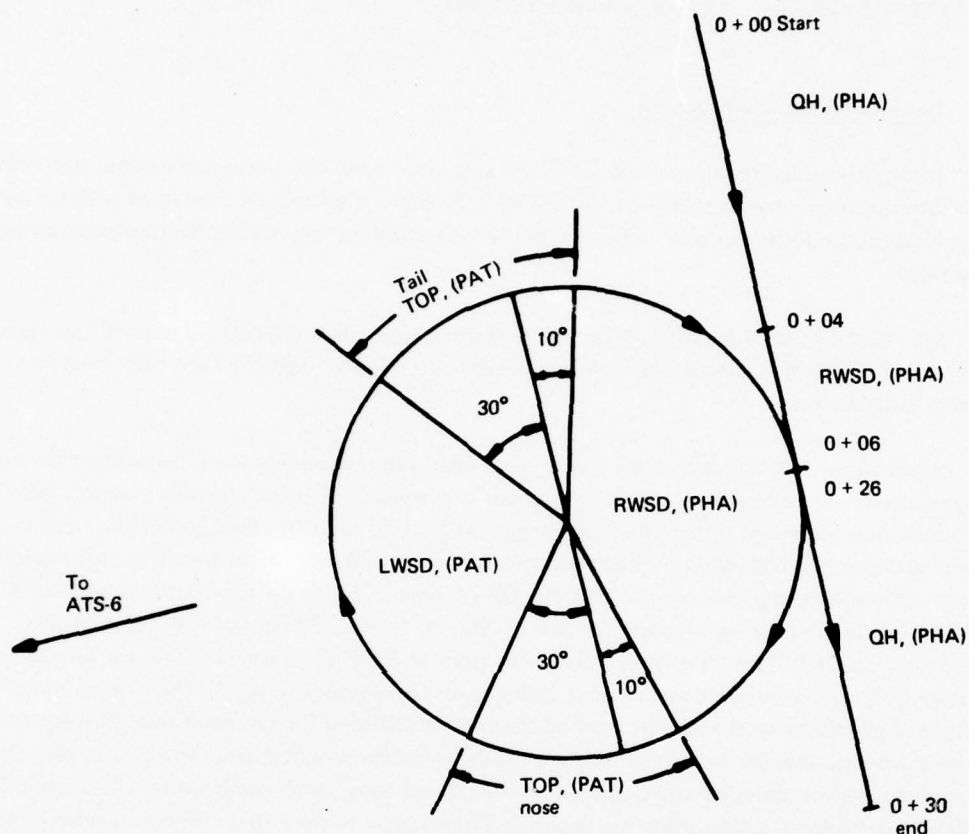 0 + 00 Start
QH, (PHA)
Tail
TOP, (PAT)
10°
0 + 04
30°
RWSD, (PHA)
0 + 06
0 + 26
RWSD, (PHA)
LWSD, (PAT)
To
ATS-6
QH, (PHA)
30°
10°
TOP, (PAT)
nose
0 + 30
end